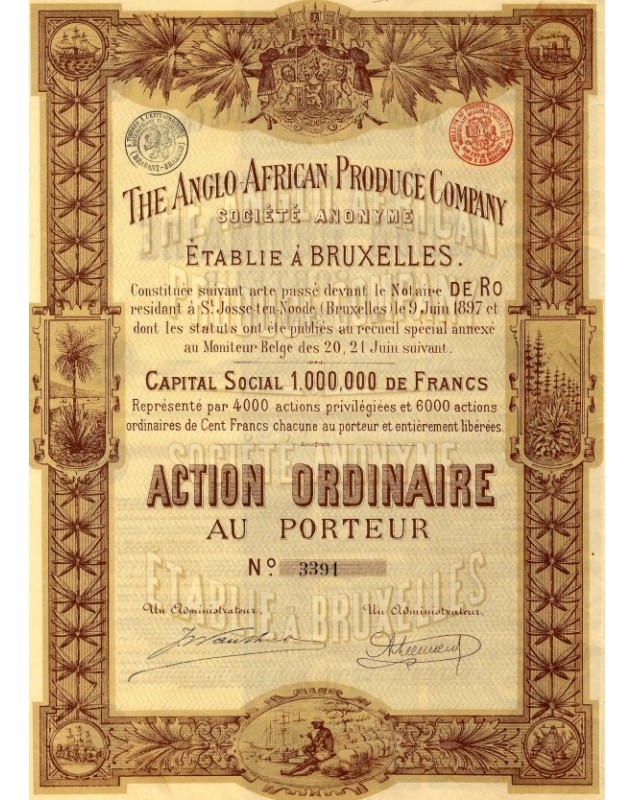 THE ANGLO-AFRICAN PRODUCE COMPANY
SOCIÉTÉ ANONYME
ÉTABLIE À BRUXELLES.
Constituée suivant acte passé devant le Notaire DE RO
résidant à St. Josse-ten-Noode (Bruxelles) le 9 Juin 1897 et
dont les statuts ont été publiés au recueil spécial annexé
au Moniteur Belge des 20, 21 Juin suivant.
CAPITAL SOCIAL 1.000,000 DE FRANCS
Représenté par 4000 actions privilégiées et 6000 actions
ordinaires de Cent Francs chacune au porteur et entièrement libérées.
ACTION ORDINAIRE
AU PORTEUR
No. 3391
Un Administrateur. Un Administrateur.